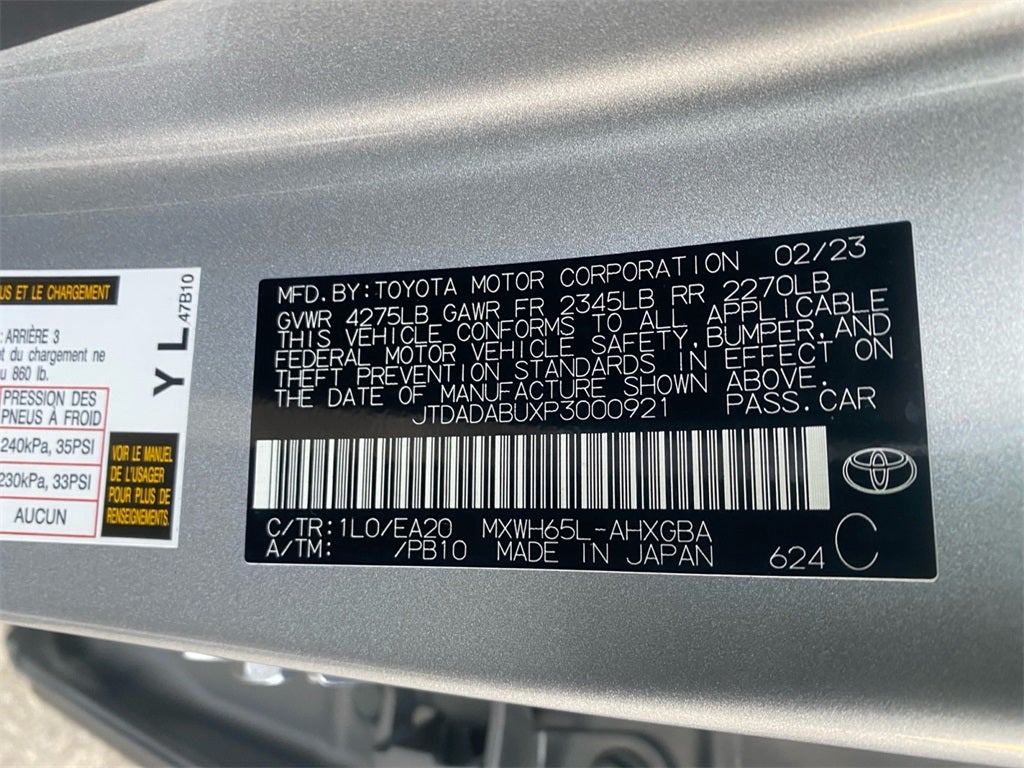 US ET LE CHARGEMENT
: ARRIÈRE 3
et du chargement ne
u 860 lb.
PRESSION DES
PNEUS À FROID
240kPa, 35PSI
230kPa, 33PSI
AUCUN
Y L 47B10
VOIR LE MANUEL
DE L'USAGER
POUR PLUS DE
RENSEIGNEMENTS.
MFD. BY: TOYOTA MOTOR CORPORATION 02/23
GVWR 4275LB GAWR FR 2345LB RR 2270LB
THIS VEHICLE CONFORMS TO ALL APPLICABLE
FEDERAL MOTOR VEHICLE SAFETY, BUMPER, AND
THEFT PREVENTION STANDARDS IN EFFECT ON
THE DATE OF MANUFACTURE SHOWN ABOVE.
JTDADABUXP3000921 PASS. CAR
C/TR: 1L0/EA20 MXWH65L-AHXGBA
A/TM: /PB10 MADE IN JAPAN 624 C